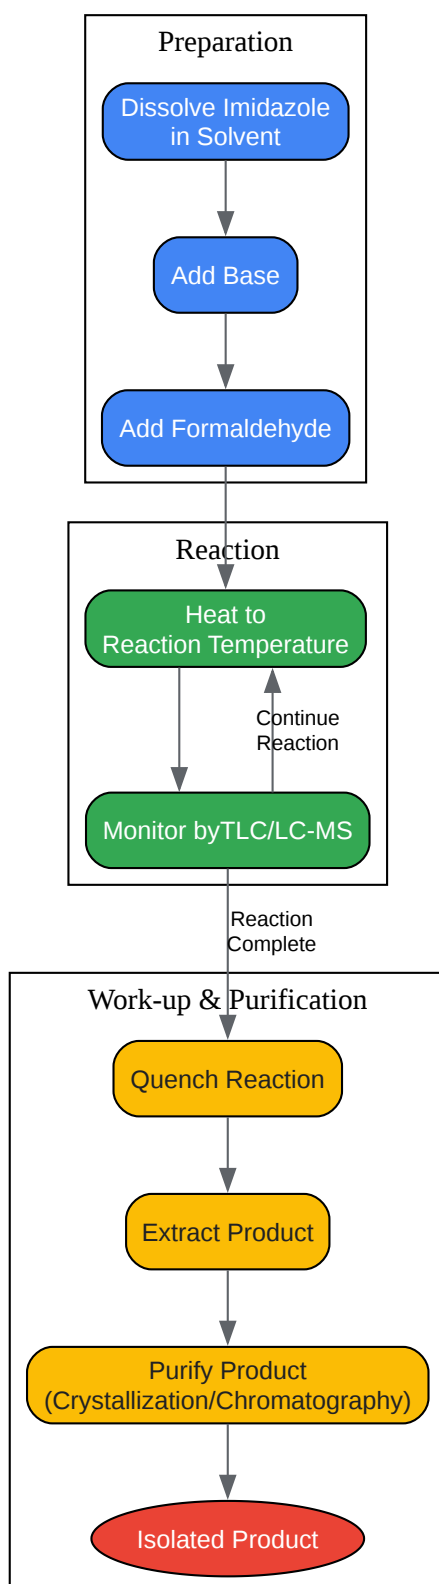 Preparation
Dissolve Imidazole
in Solvent
Add Base
Add Formaldehyde
Reaction
Heat to
Reaction Temperature
Continue
Reaction
Monitor byTLC/LC-MS
Reaction
Complete
Work-up & Purification
Quench Reaction
Extract Product
Purify Product
(Crystallization/Chromatography)
Isolated Product